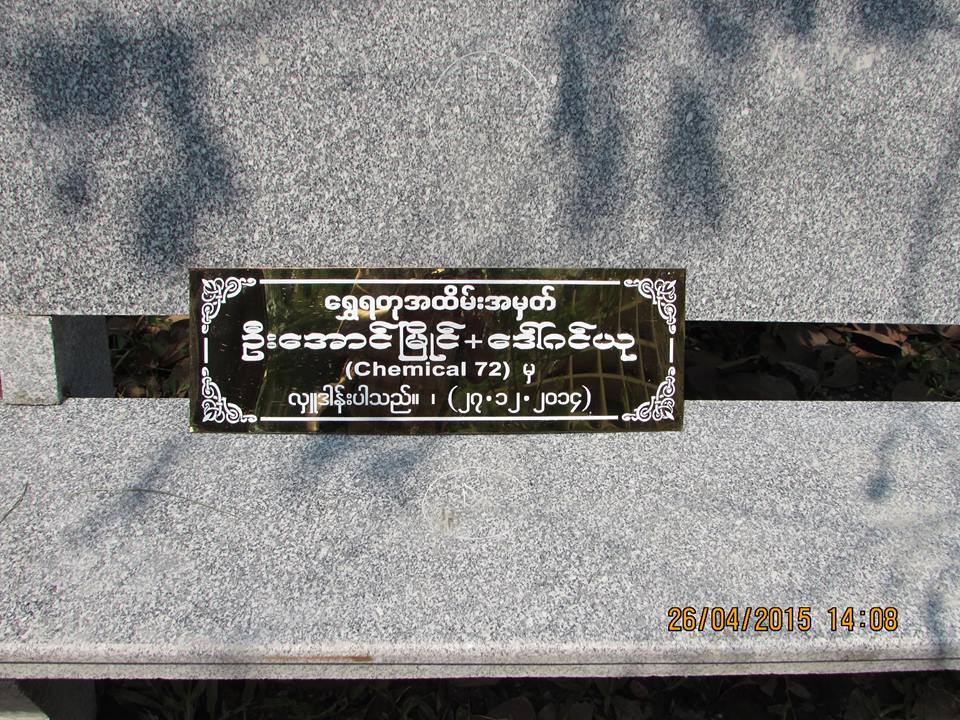 ရွှေရတုအထိမ်းအမှတ်
ဦးအောင်မြိုင်+ဒေါ်ဂင်ယု
(Chemical 72) မှ
လှူဒါန်းပါသည်။ ၊ (၂၇.၁၂.၂၀၁၄)
26/04/2015 14:08